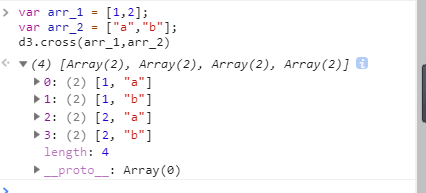 var arr_1 = [1,2];
var arr_2 = ["a","b"];
d3.cross(arr_1,arr_2)
(4) [Array(2), Array(2), Array(2), Array(2)]
0: (2) [1, "a"]
1: (2) [1, "b"]
2: (2) [2, "a"]
3: (2) [2, "b"]
length: 4
__proto__: Array(0)